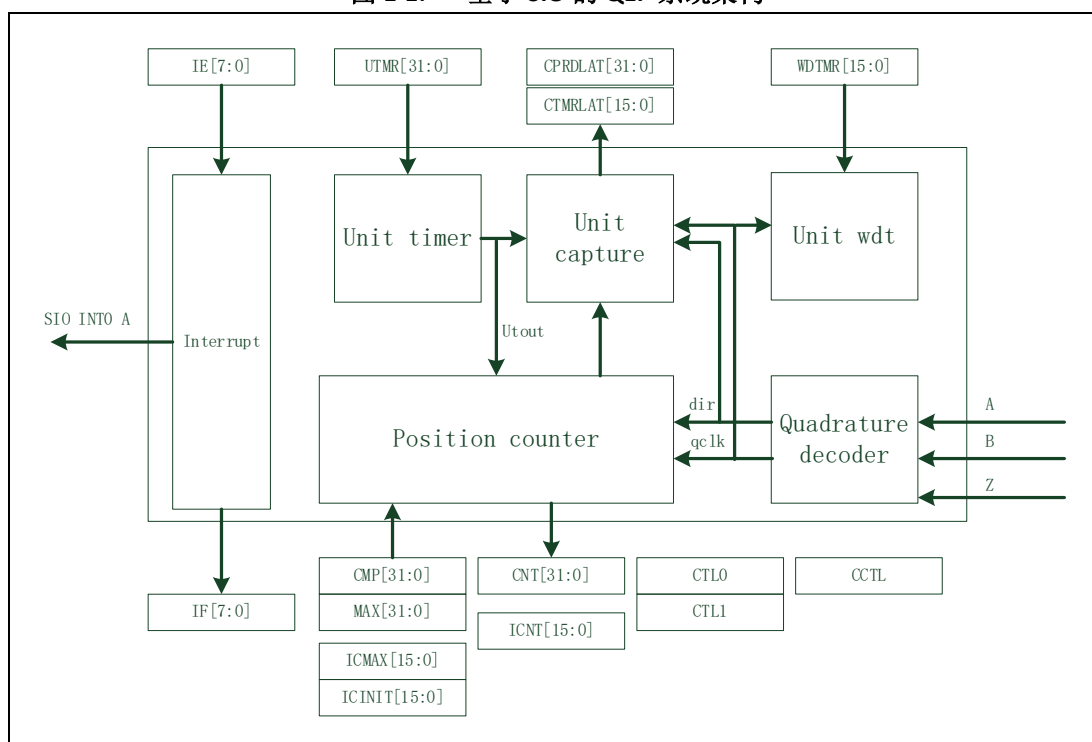 IE[7:0]
UTMR[31:0]
CPRDLAT[31:0]
CTMRLAT[15:0]
WDTMR[15:0]
Unit timer
Unit
capture
Unit wdt
SIO INT0 A
Interrupt
Utout
Position counter
dir
qclk
Quadrature
decoder
A
B
Z
IF[7:0]
CMP[31:0]
MAX[31:0]
ICMAX[15:0]
ICINIT[15:0]
CNT[31:0]
ICNT[15:0]
CTL0
CTL1
CCTL